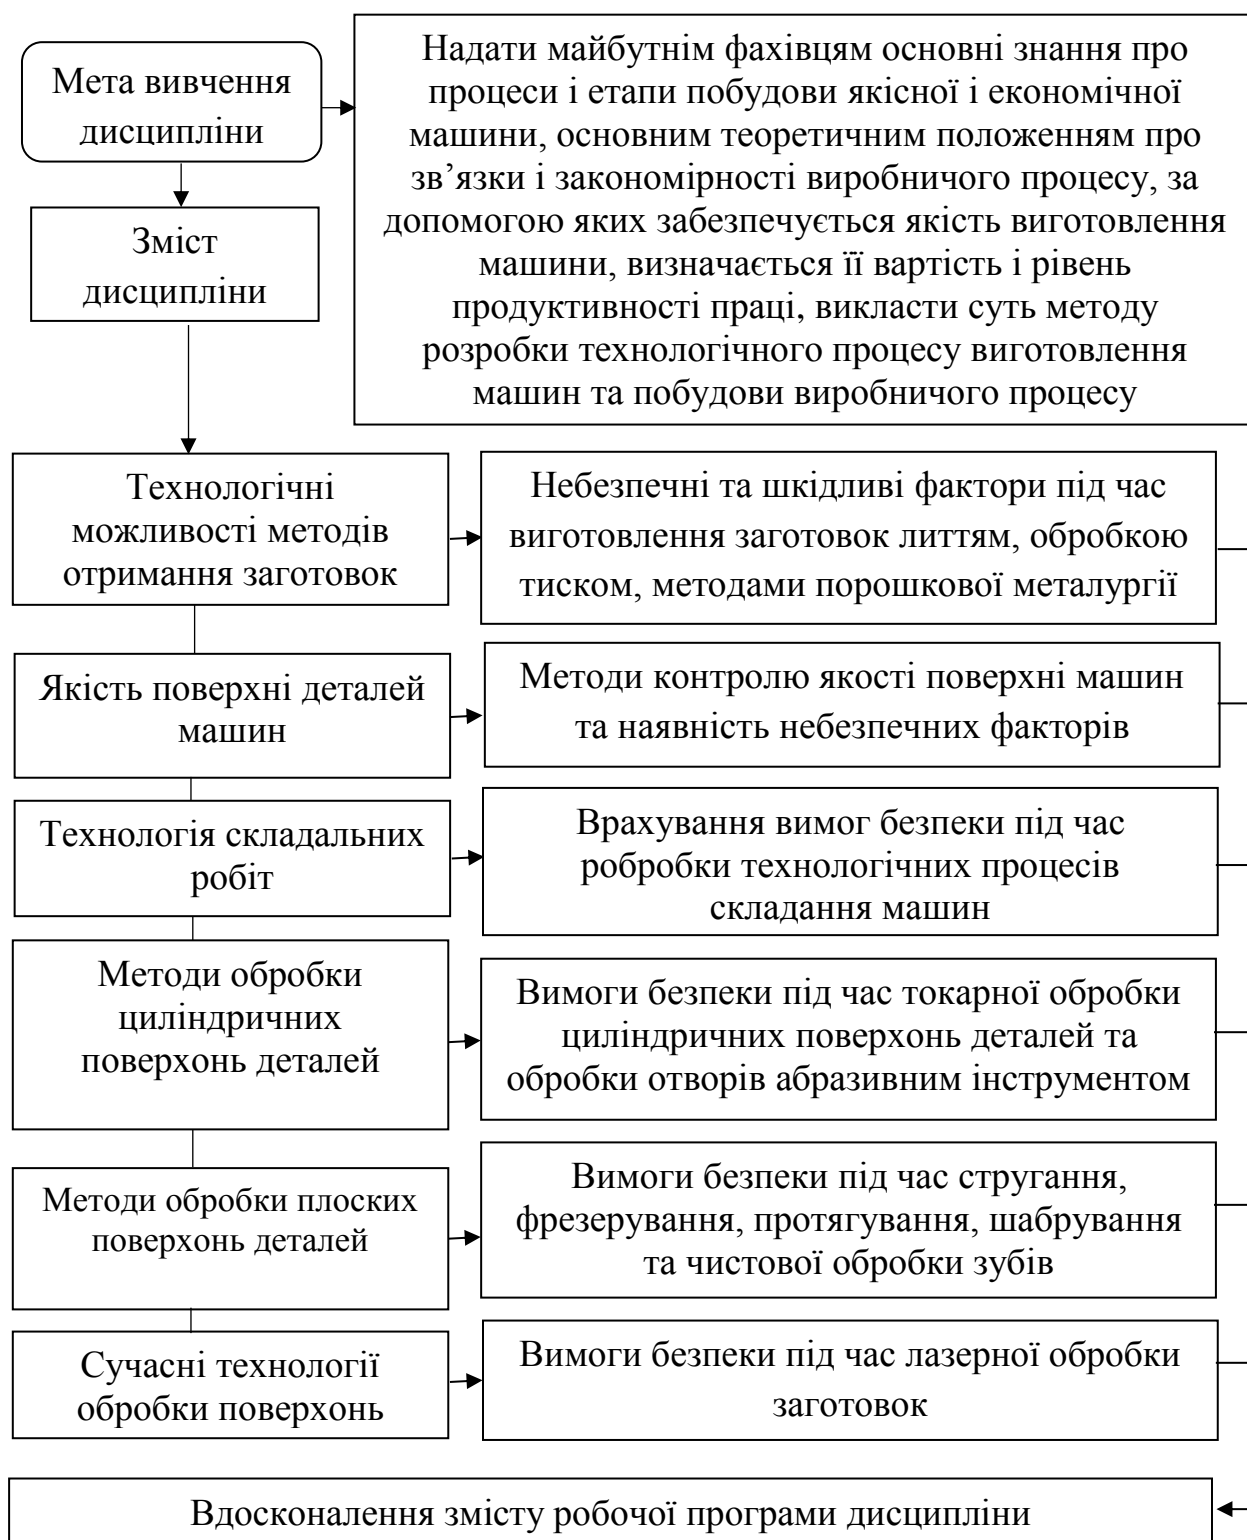 Мета вивчення
дисципліни
Надати майбутнім фахівцям основні знання про
процеси і етапи побудови якісної і економічної
машини, основним теоретичним положенням про
зв’язки і закономірності виробничого процесу, за
допомогою яких забезпечується якість виготовлення
машини, визначається її вартість і рівень
продуктивності праці, викласти суть методу
розробки технологічного процесу виготовлення
машин та побудови виробничого процесу
Зміст
дисципліни
Технологічні
можливості методів
отримання заготовок
Небезпечні та шкідливі фактори під час
виготовлення заготовок литтям, обробкою
тиском, методами порошкової металургії
Якість поверхні деталей
машин
Методи контролю якості поверхні машин
та наявність небезпечних факторів
Технологія складальних
робіт
Врахування вимог безпеки під час
робробки технологічних процесів
складання машин
Методи обробки
циліндричних
поверхонь деталей
Вимоги безпеки під час токарної обробки
циліндричних поверхонь деталей та
обробки отворів абразивним інструментом
Методи обробки плоских
поверхонь деталей
Вимоги безпеки під час стругання,
фрезерування, протягування, шабрування
та чистової обробки зубів
Сучасні технології
обробки поверхонь
Вимоги безпеки під час лазерної обробки
заготовок
Вдосконалення змісту робочої програми дисципліни